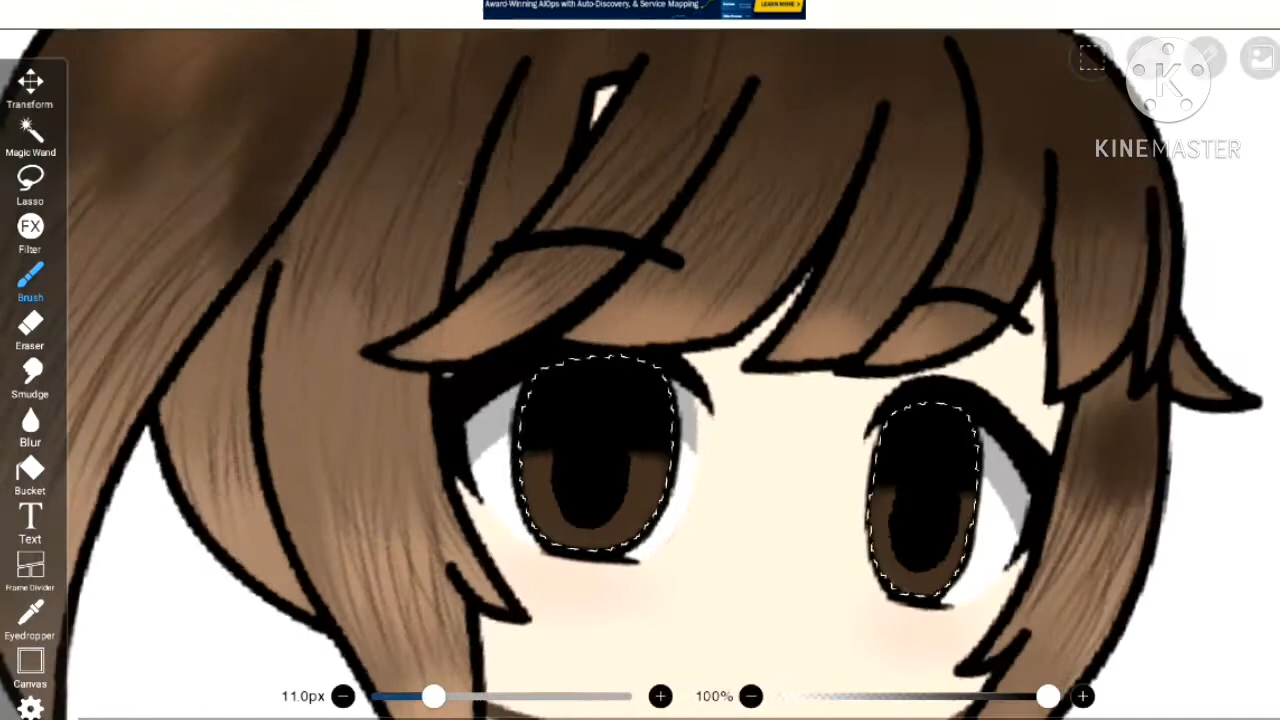 Award-Winning AIOps with Auto-Discovery, & Service Mapping
LEARN MORE >
KINEMASTER
K
Transform
Magic Wand
Lasso
FX
Filter
Brush
Eraser
Smudge
Blur
Bucket
T
Text
Frame Divider
Eyedropper
Canvas
11.0px
100%